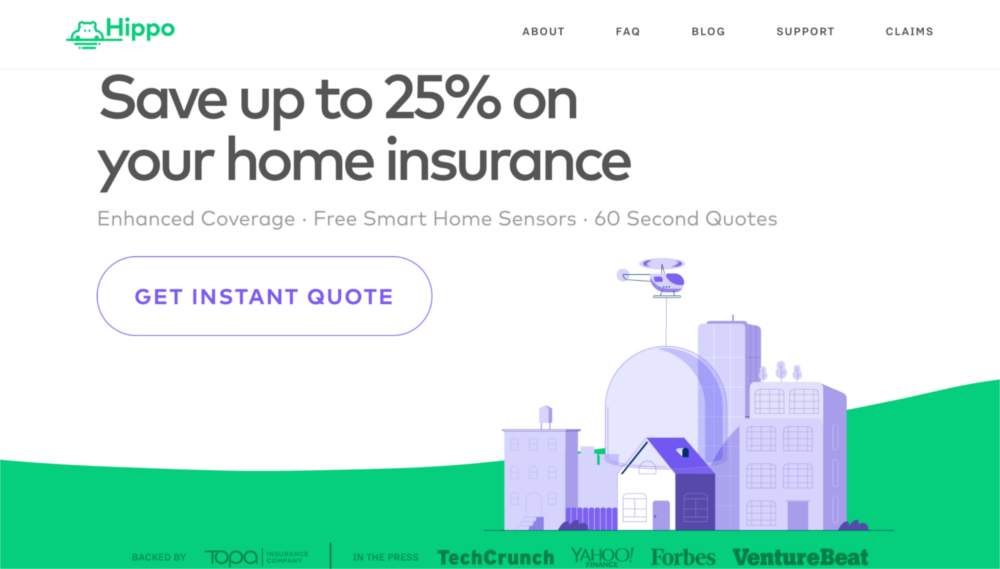 Hippo
ABOUT FAQ BLOG SUPPORT CLAIMS
Save up to 25% on
your home insurance
Enhanced Coverage · Free Smart Home Sensors · 60 Second Quotes
GET INSTANT QUOTE
BACKED BY Topa INSURANCE COMPANY IN THE PRESS TechCrunch YAHOO! FINANCE Forbes VentureBeat